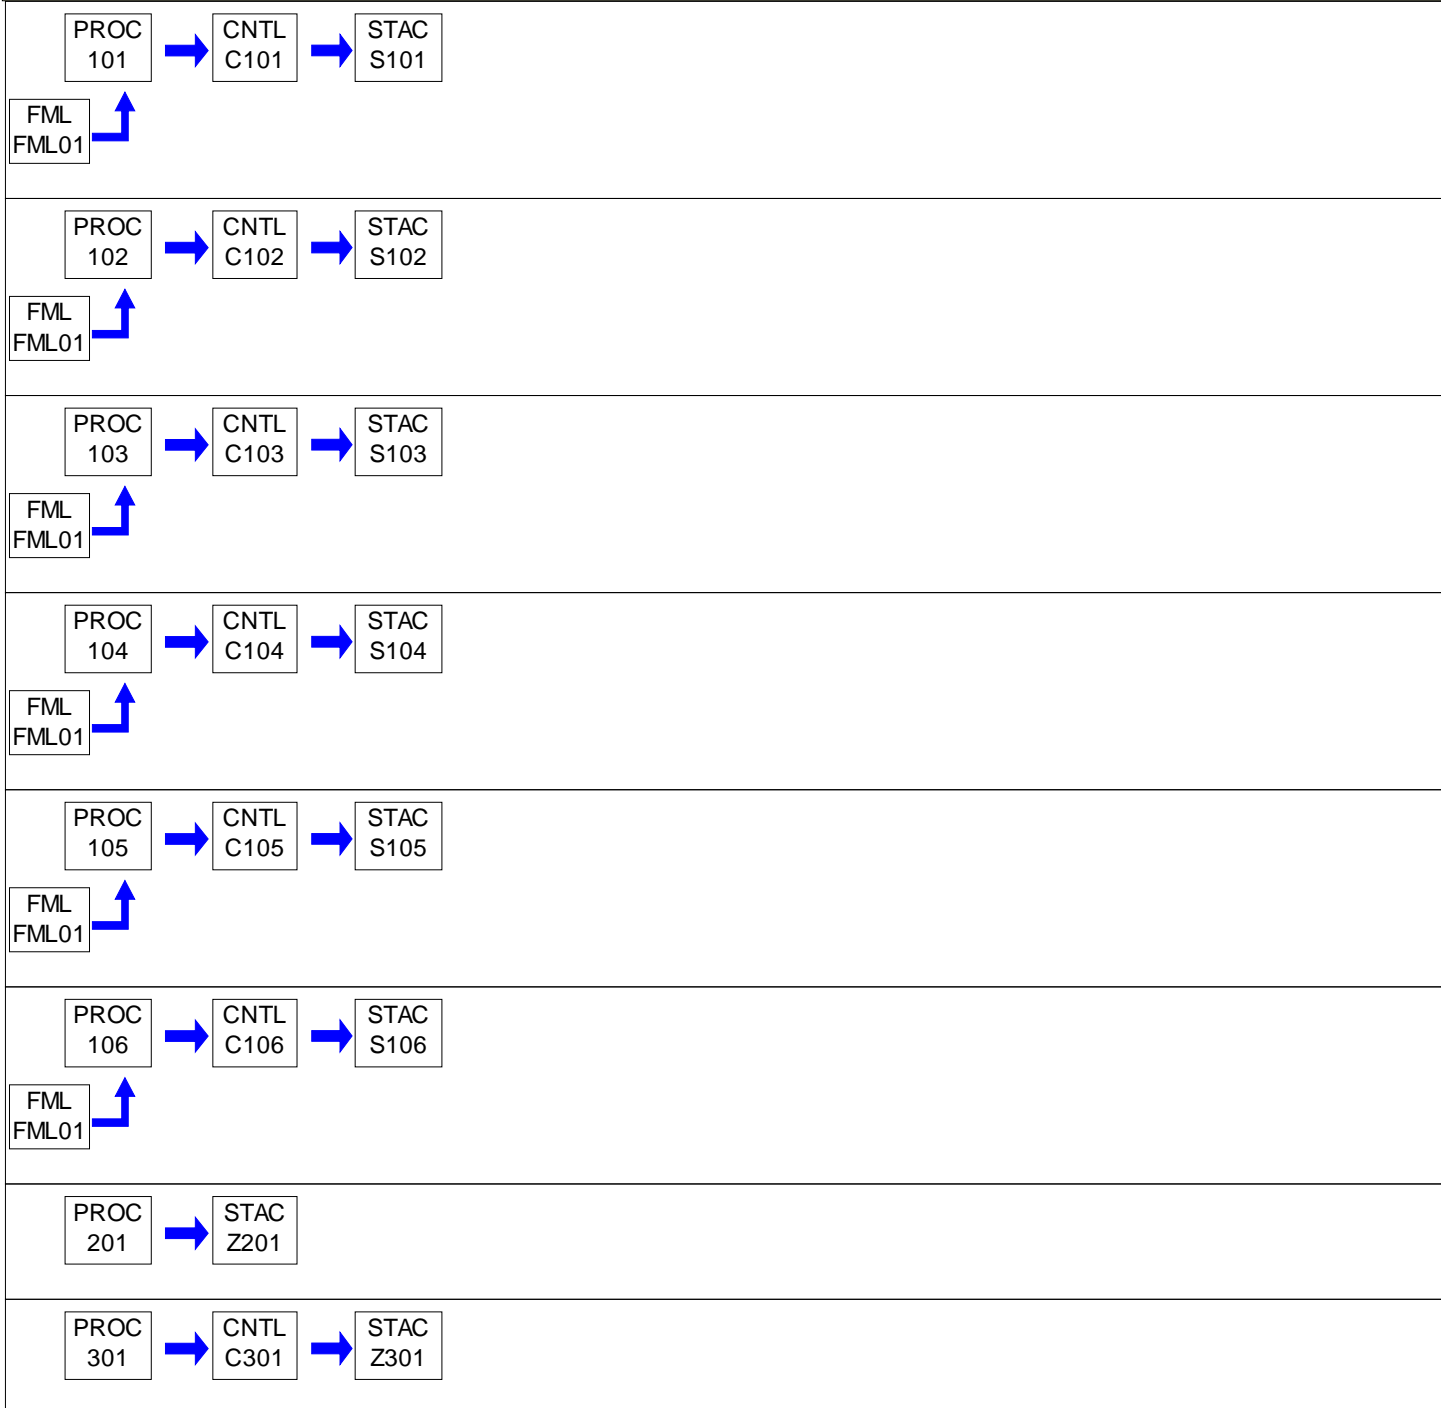 PROC
101
CNTL
C101
STAC
S101
FML
FML01
PROC
102
CNTL
C102
STAC
S102
FML
FML01
PROC
103
CNTL
C103
STAC
S103
FML
FML01
PROC
104
CNTL
C104
STAC
S104
FML
FML01
PROC
105
CNTL
C105
STAC
S105
FML
FML01
PROC
106
CNTL
C106
STAC
S106
FML
FML01
PROC
201
STAC
Z201
PROC
301
CNTL
C301
STAC
Z301